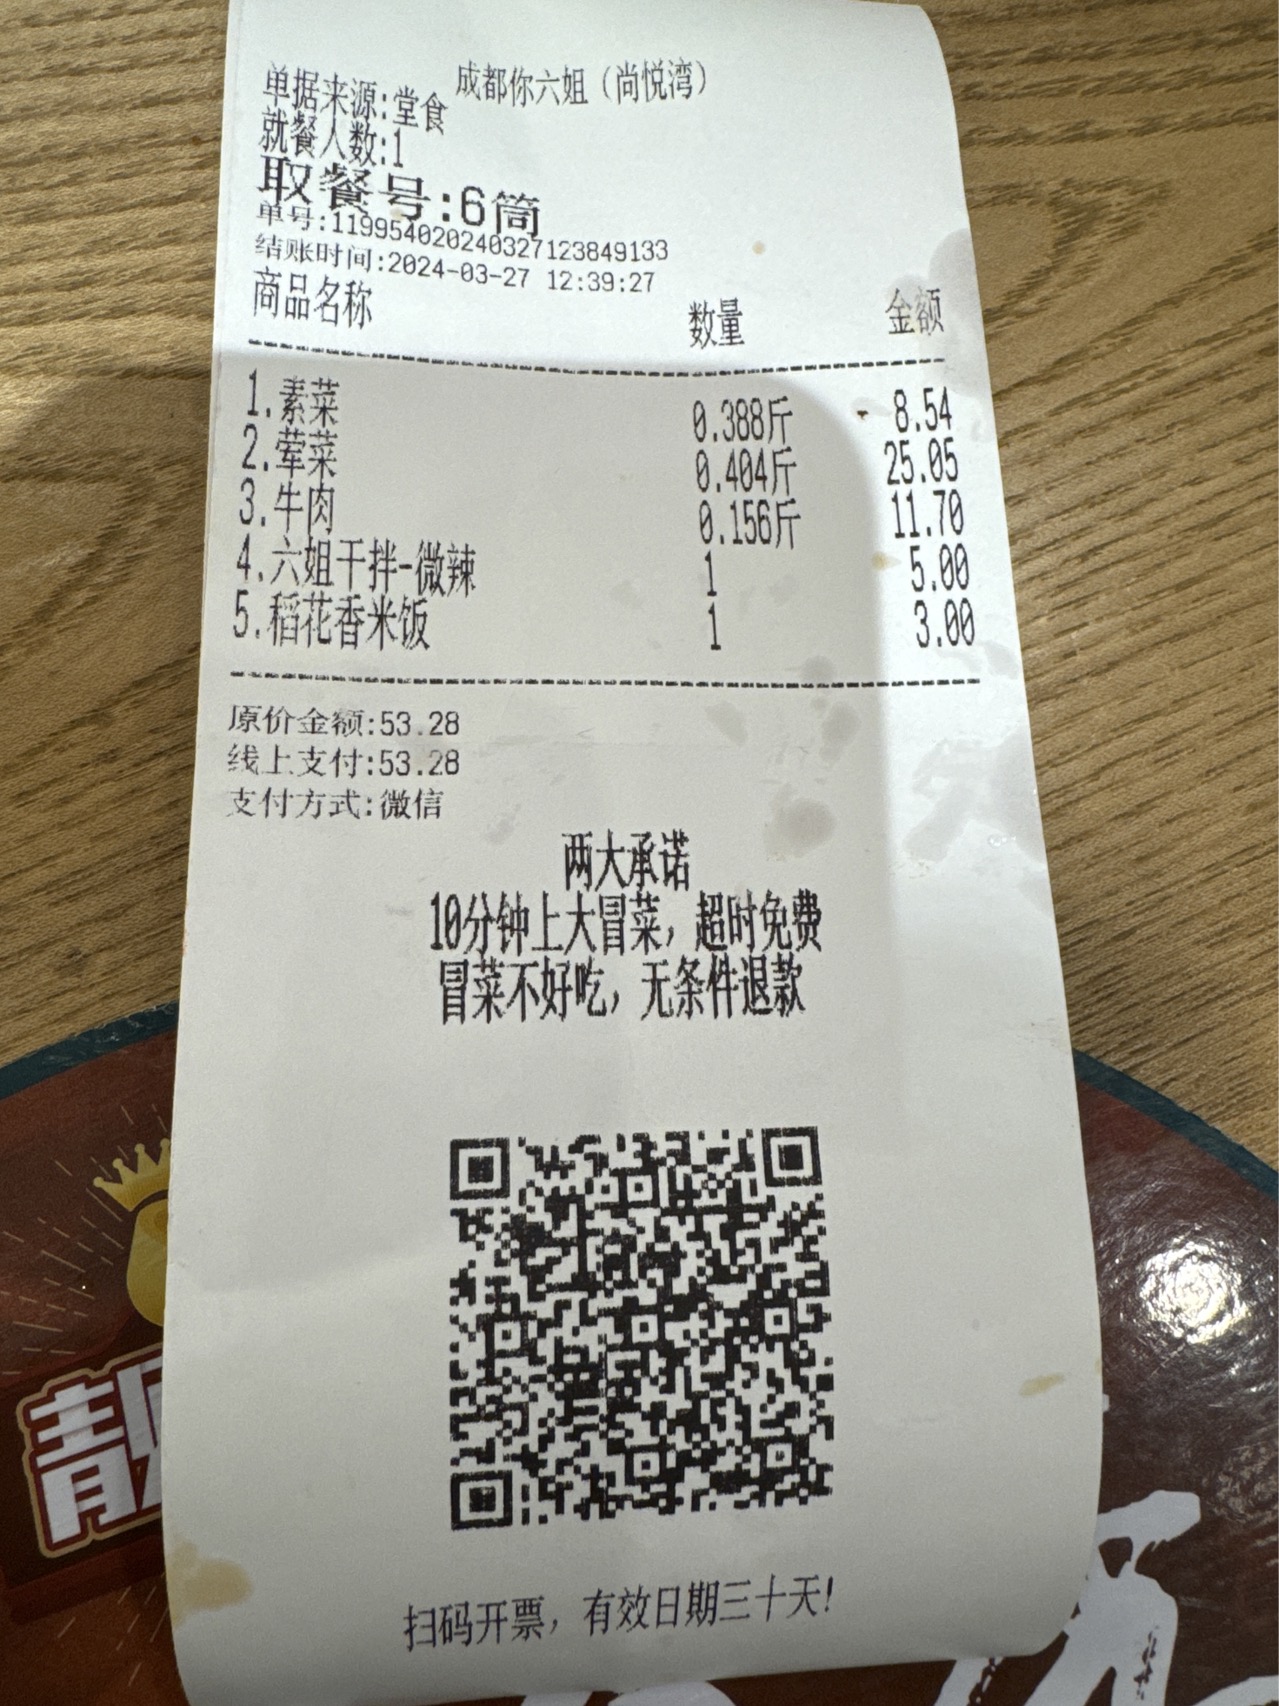 成都你六姐（尚悦湾）
单据来源:堂食
就餐人数:1
取餐号:6筒
单号:11995402024032712384​9133
结账时间:2024-03-27 12:39:27
商品名称 数量 金额
1.素菜 0.388斤 8.54
2.荤菜 0.404斤 25.05
3.牛肉 0.156斤 11.70
4.六姐干拌-微辣 1 5.00
5.稻花香米饭 1 3.00
原价金额:53.28
线上支付:53.28
支付方式:微信
两大承诺
10分钟上大冒菜，超时免费
冒菜不好吃，无条件退款
扫码开票，有效日期三十天!